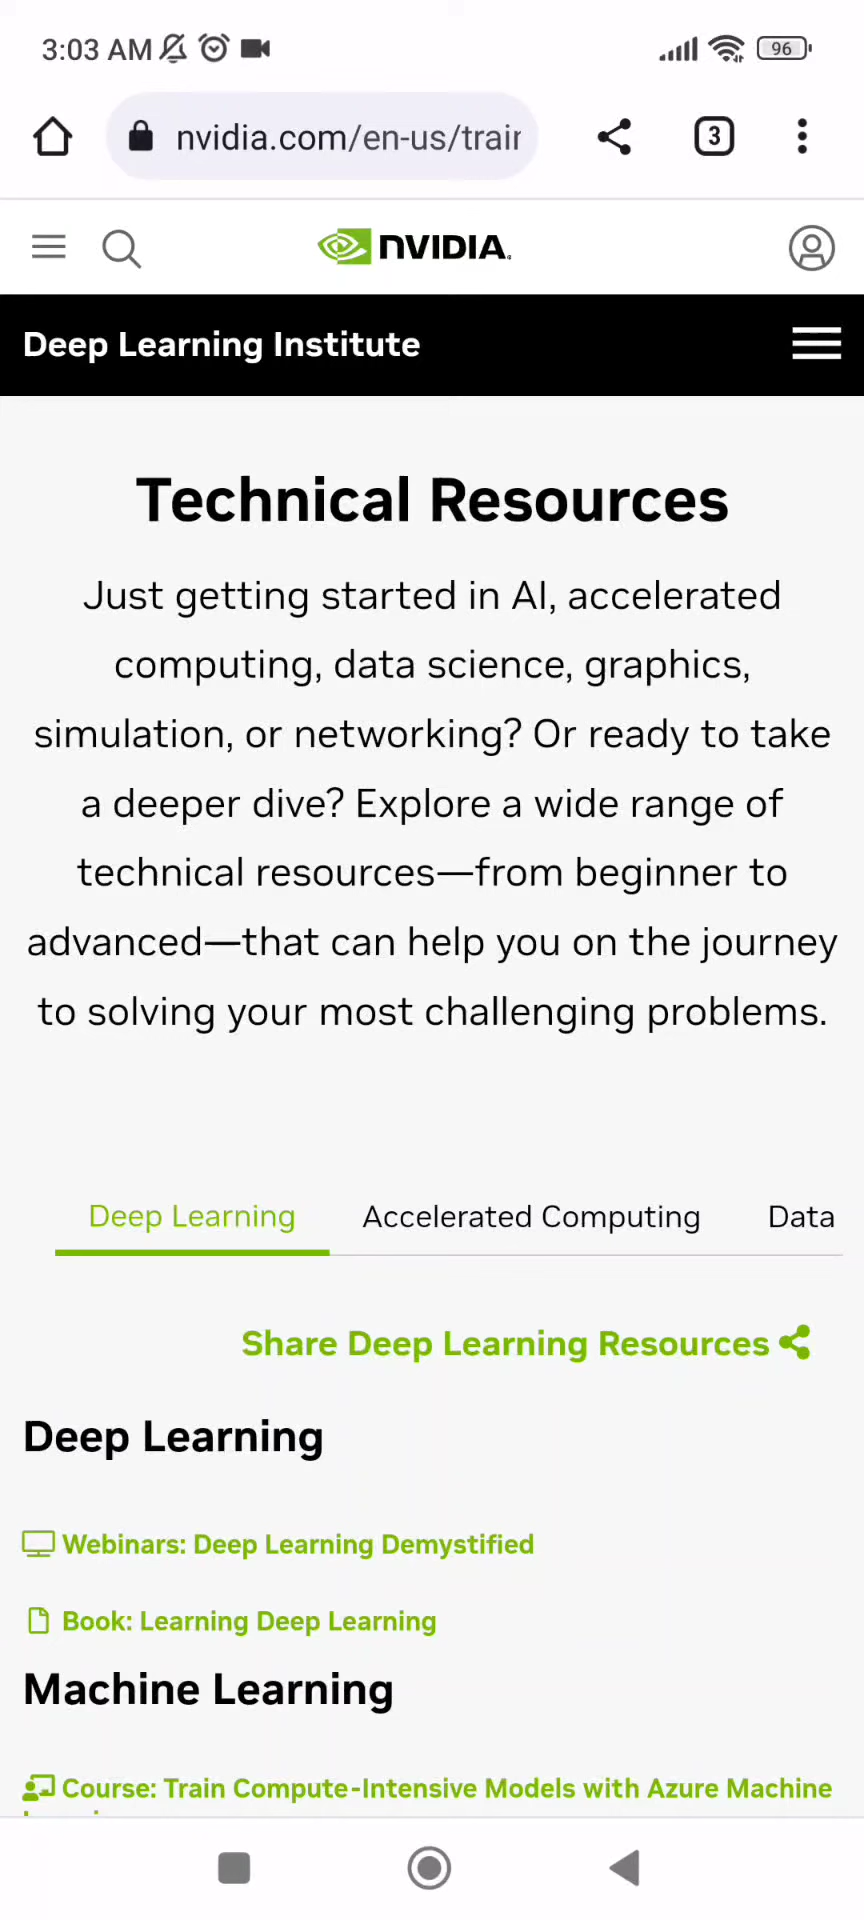 3:03 AM
96
nvidia.com/en-us/train
3
NVIDIA.
Deep Learning Institute
Technical Resources
Just getting started in AI, accelerated
computing, data science, graphics,
simulation, or networking? Or ready to take
a deeper dive? Explore a wide range of
technical resources—from beginner to
advanced—that can help you on the journey
to solving your most challenging problems.
Deep Learning
Accelerated Computing
Data
Share Deep Learning Resources
Deep Learning
Webinars: Deep Learning Demystified
Book: Learning Deep Learning
Machine Learning
Course: Train Compute-Intensive Models with Azure Machine